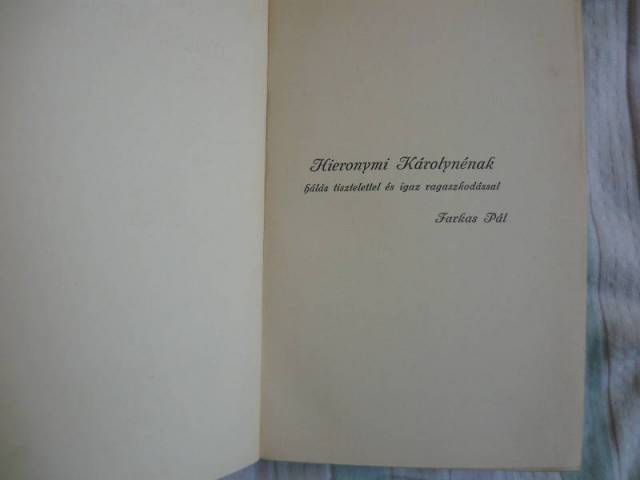 Hieronymi Károlynénak
hálás tisztelettel és igaz ragaszkodással
Farkas Pál